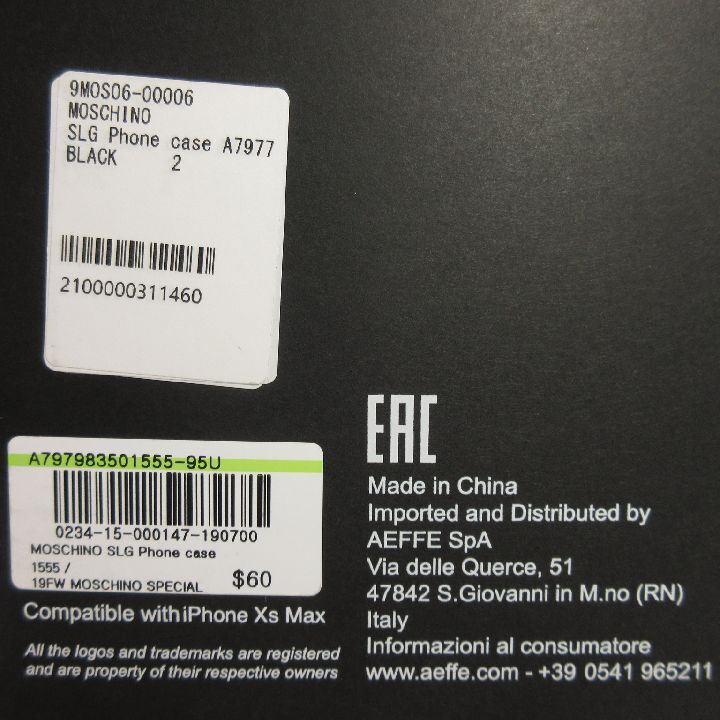 9MOS06-00006
MOSCHINO
SLG Phone case A7977
BLACK 2
2100000311460
A797983501555-95U
0234-15-000147-190700
MOSCHINO SLG Phone case
1555 /
19FW MOSCHINO SPECIAL $60
Compatible withiPhone Xs Max
All the logos and trademarks are registered
and are property of their respective owners
EAC
Made in China
Imported and Distributed by
AEFFE SpA
Via delle Querce, 51
47842 S.Giovanni in M.no (RN)
Italy
Informazioni al consumatore
www.aeffe.com - +39 0541 965211